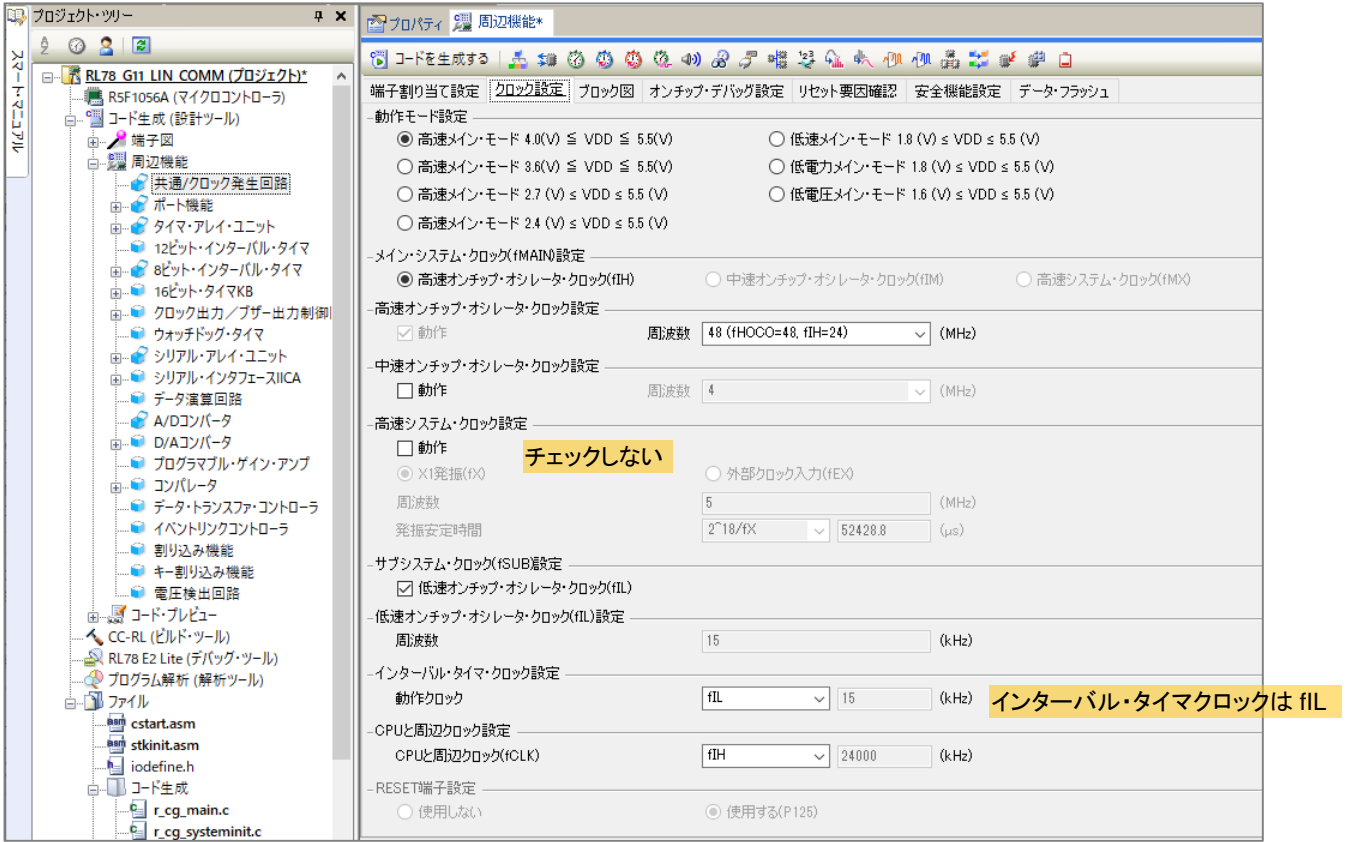 スマートマニュアル
プロジェクト・ツリー
RL78_G11_LIN_COMM (プロジェクト)*
R5F1056A (マイクロコントローラ)
コード生成 (設計ツール)
端子図
周辺機能
共通/クロック発生回路
ポート機能
タイマ・アレイ・ユニット
12ビット・インターバル・タイマ
8ビット・インターバル・タイマ
16ビット・タイマKB
クロック出力／ブザー出力制御
ウォッチドッグ・タイマ
シリアル・アレイ・ユニット
シリアル・インタフェースIICA
データ演算回路
A/Dコンバータ
D/Aコンバータ
プログラマブル・ゲイン・アンプ
コンパレータ
データ・トランスファ・コントローラ
イベントリンクコントローラ
割り込み機能
キー割り込み機能
電圧検出回路
コード・プレビュー
CC-RL (ビルド・ツール)
RL78 E2 Lite (デバッグ・ツール)
プログラム解析 (解析ツール)
ファイル
cstart.asm
stkinit.asm
iodefine.h
コード生成
r_cg_main.c
r_cg_systeminit.c
プロパティ 周辺機能*
コードを生成する
端子割り当て設定 クロック設定 ブロック図 オンチップ・デバッグ設定 リセット要因確認 安全機能設定 データ・フラッシュ
動作モード設定
高速メイン・モード 4.0(V) ≦ VDD ≦ 5.5(V) 低速メイン・モード 1.8 (V) ≤ VDD ≤ 5.5 (V)
高速メイン・モード 3.6(V) ≦ VDD ≦ 5.5(V) 低電力メイン・モード 1.8 (V) ≤ VDD ≤ 5.5 (V)
高速メイン・モード 2.7 (V) ≤ VDD ≤ 5.5 (V) 低電圧メイン・モード 1.6 (V) ≤ VDD ≤ 5.5 (V)
高速メイン・モード 2.4 (V) ≤ VDD ≤ 5.5 (V)
メイン・システム・クロック(fMAIN)設定
高速オンチップ・オシレータ・クロック(fIH) 中速オンチップ・オシレータ・クロック(fIM) 高速システム・クロック(fMX)
高速オンチップ・オシレータ・クロック設定
動作 周波数 48 (fHOCO=48, fIH=24) (MHz)
中速オンチップ・オシレータ・クロック設定
動作 周波数 4 (MHz)
高速システム・クロック設定
動作
チェックしない
X1発振(fX) 外部クロック入力(fEX)
周波数 5 (MHz)
発振安定時間 2^18/fX 52428.8 (μs)
サブシステム・クロック(fSUB)設定
低速オンチップ・オシレータ・クロック(fIL)
低速オンチップ・オシレータ・クロック(fIL)設定
周波数 15 (kHz)
インターバル・タイマ・クロック設定
動作クロック fIL 15 (kHz) インターバル・タイマクロックは fIL
CPUと周辺クロック設定
CPUと周辺クロック(fCLK) fIH 24000 (kHz)
RESET端子設定
使用しない 使用する(P125)